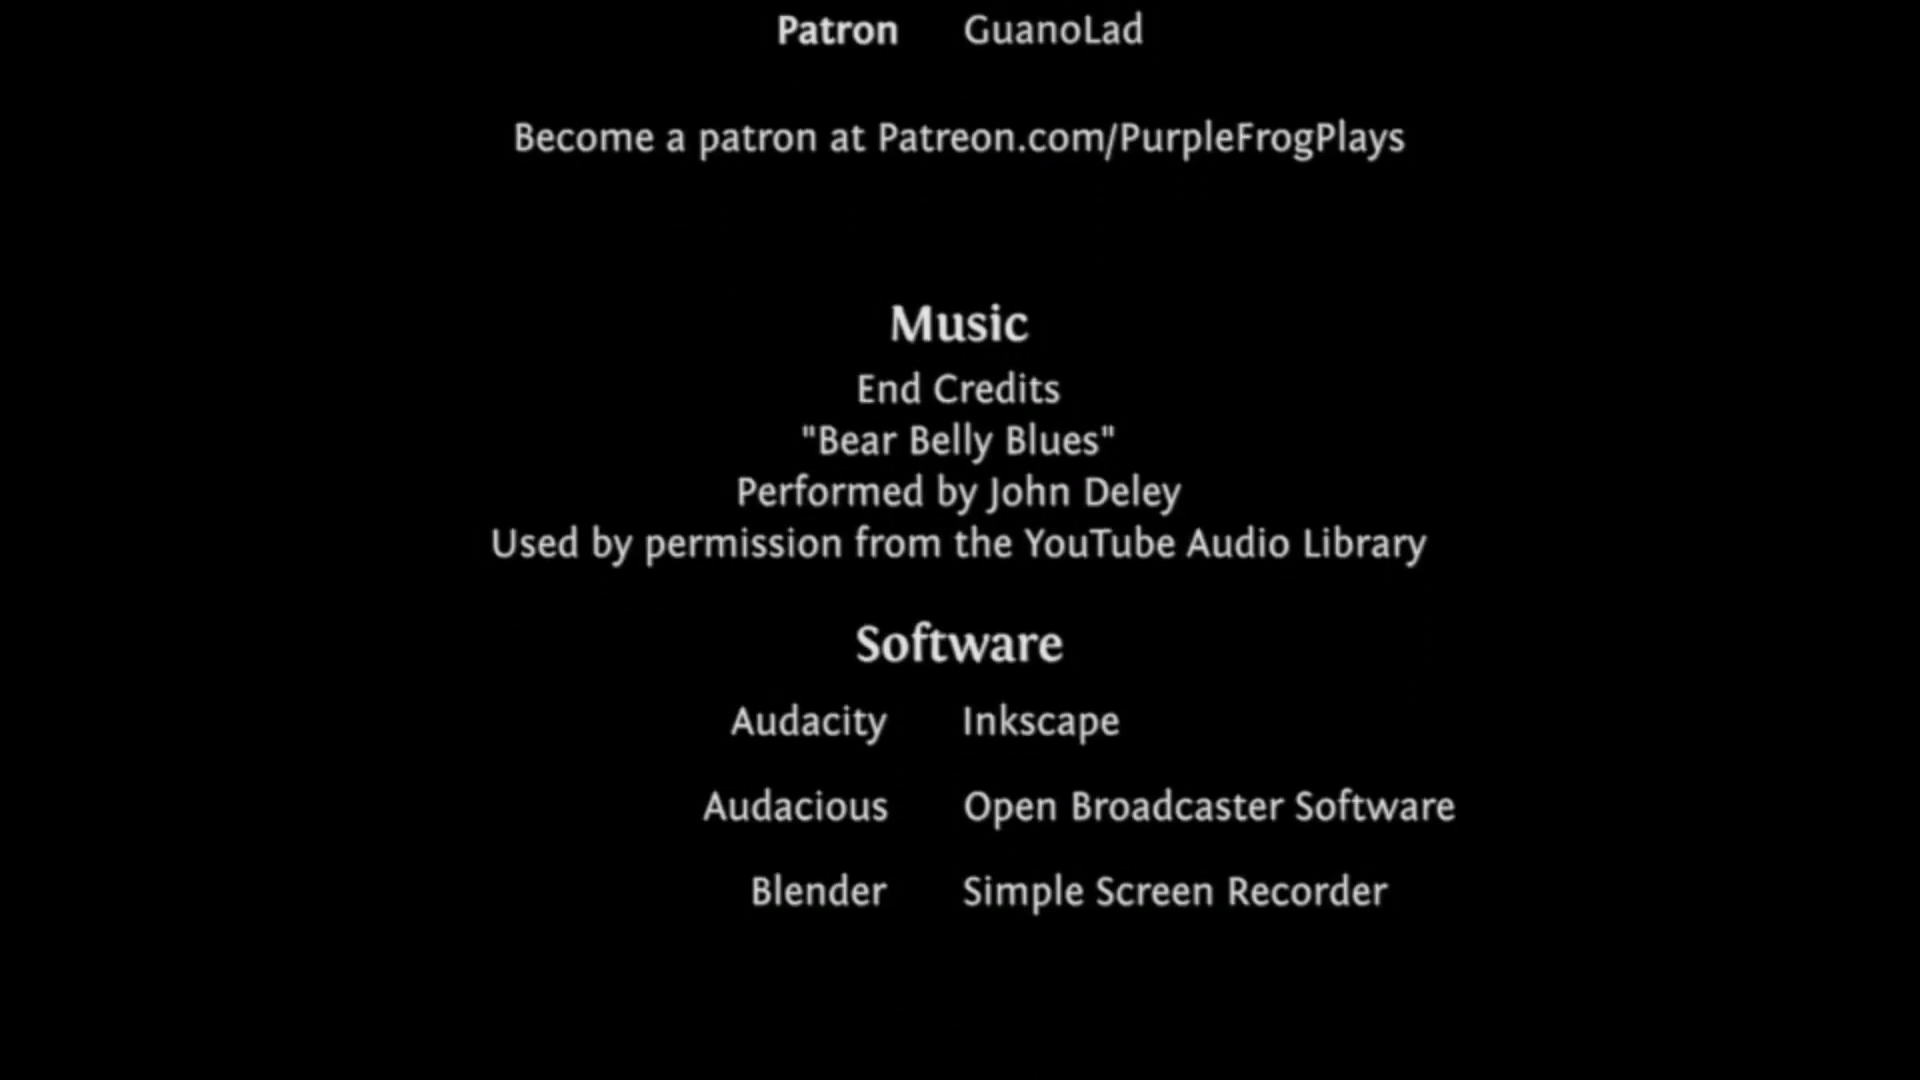 Patron GuanoLad
Become a patron at Patreon.com/PurpleFrogPlays
Music
End Credits
"Bear Belly Blues"
Performed by John Deley
Used by permission from the YouTube Audio Library
Software
Audacity Inkscape
Audacious Open Broadcaster Software
Blender Simple Screen Recorder